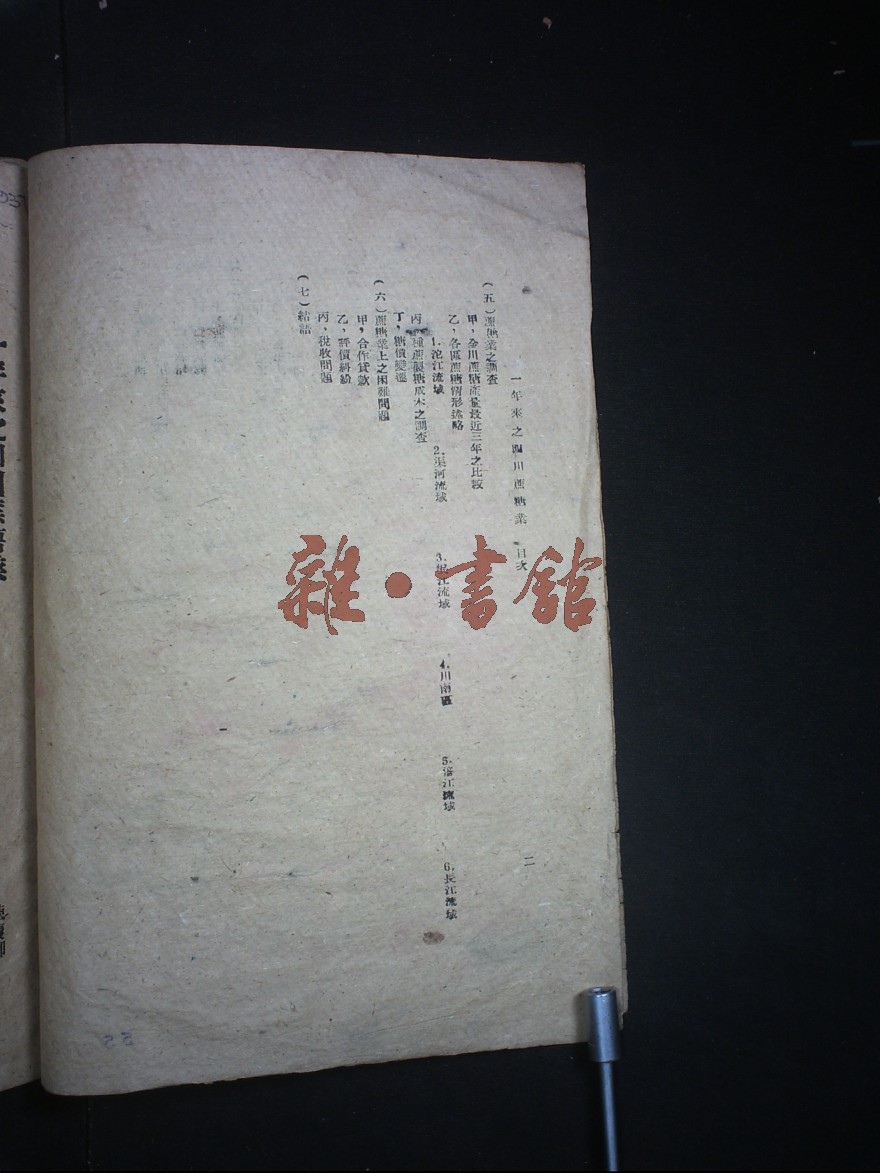 一年來之四川蔗糖業 目次 二
(五)蔗糖業之調查
甲，全川蔗糖產量最近三年之比較
乙，各區蔗糖情形述略
1.沱江流域 2.渠河流域 3.岷江流域 4.川南區 5.涪江流域 6.長江流域
丙，種蔗製糖成本之調查
丁，糖價變遷
(六)蔗糖業上之困難問題
甲，合作貸款
乙，評價糾紛
丙，稅收問題
(七)結語
雜·書館